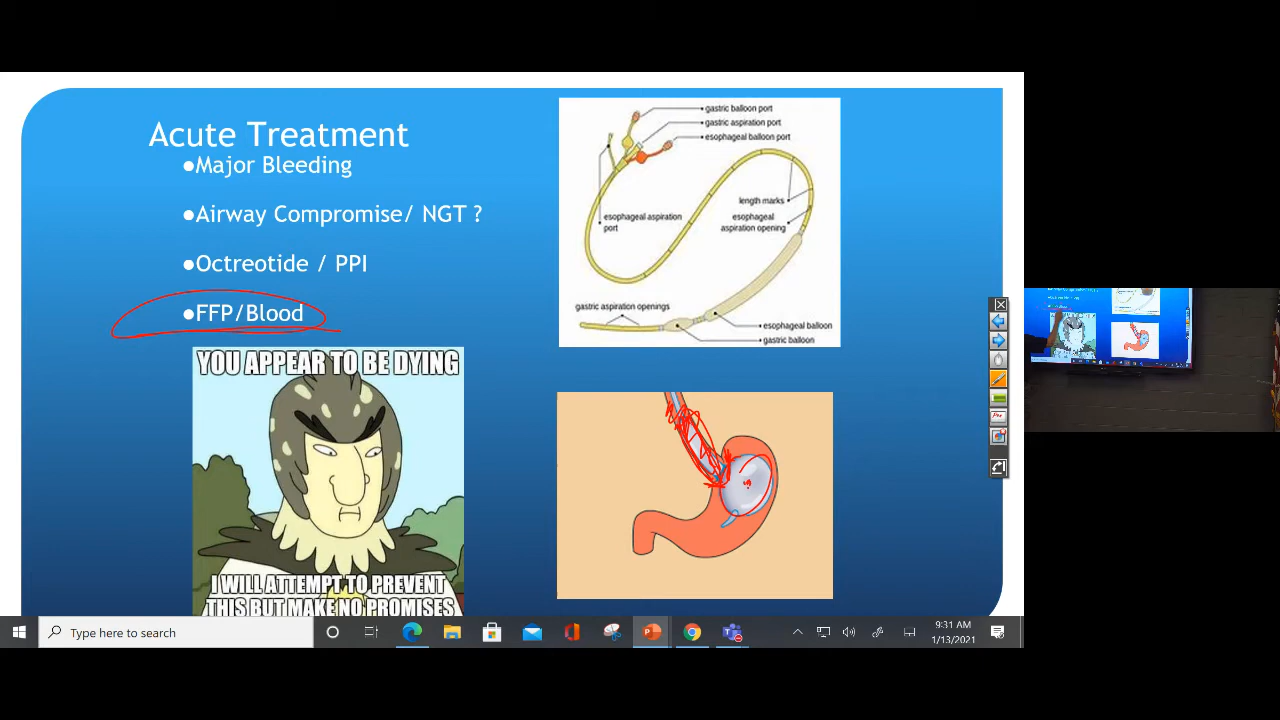 Acute Treatment
●Major Bleeding
●Airway Compromise/ NGT ?
●Octreotide / PPI
●FFP/Blood
YOU APPEAR TO BE DYING
I WILL ATTEMPT TO PREVENT
THIS BUT MAKE NO PROMISES
gastric balloon port
gastric aspiration port
esophageal balloon port
length marks
esophageal aspiration
port
esophageal
aspiration opening
gastric aspiration openings
esophageal balloon
gastric balloon
Type here to search
9:31 AM
1/13/2021